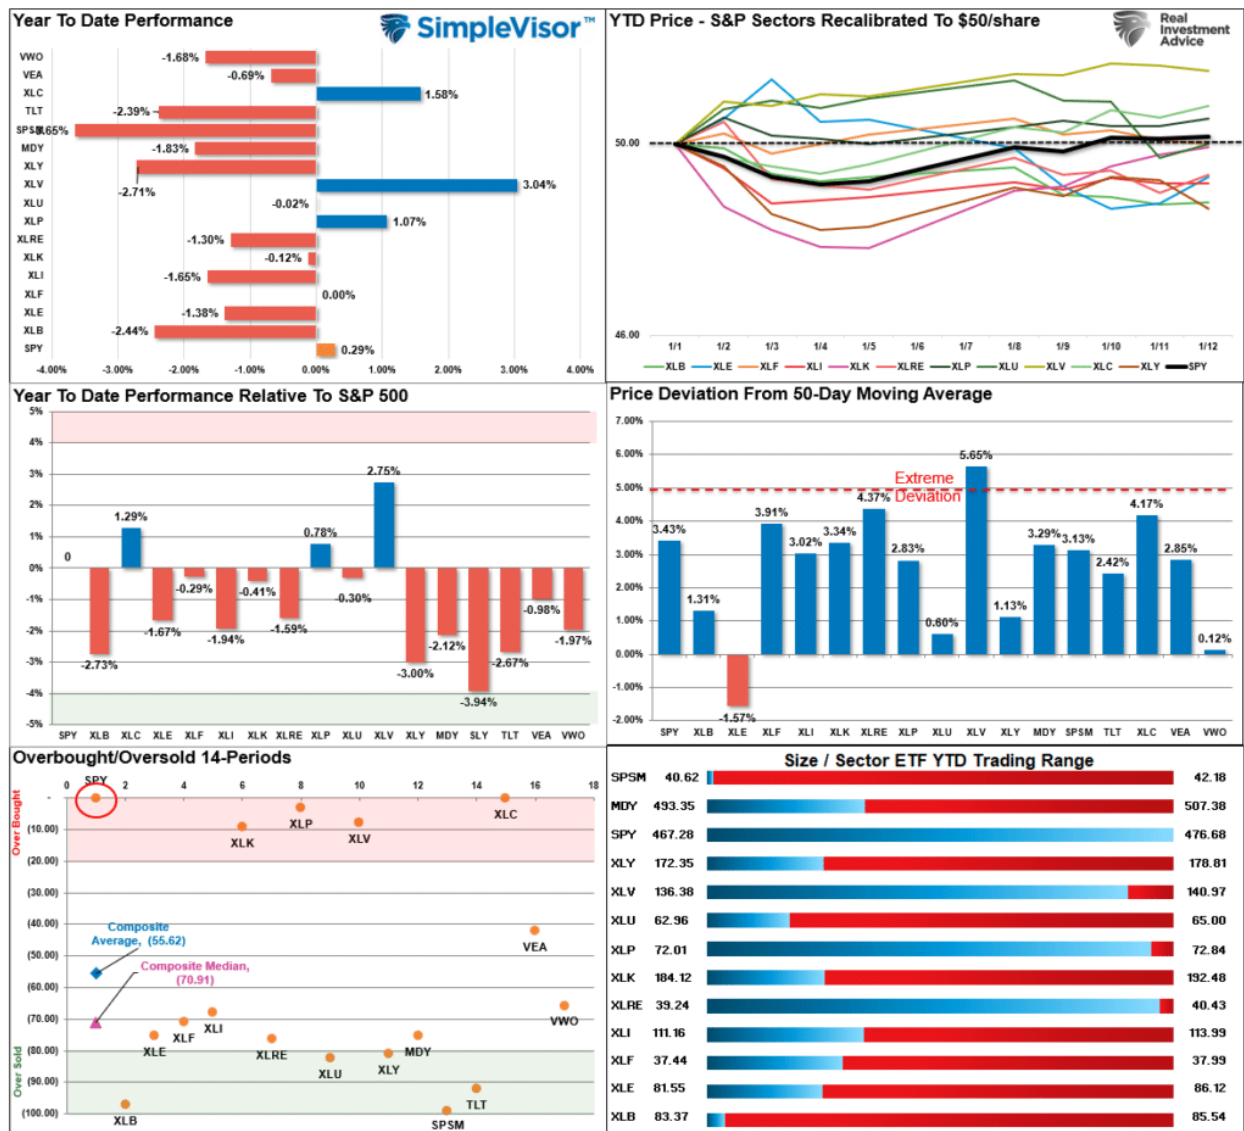 Year To Date Performance
SimpleVisor™
VWO -1.68%
VEA -0.69%
XLC 1.58%
TLT -2.39%
SPSM -3.65%
MDY -1.83%
XLY -2.71%
XLV 3.04%
XLU -0.02%
XLP 1.07%
XLRE -1.30%
XLK -0.12%
XLI -1.65%
XLF 0.00%
XLE -1.38%
XLB -2.44%
SPY 0.29%
-4.00% -3.00% -2.00% -1.00% 0.00% 1.00% 2.00% 3.00% 4.00%
YTD Price - S&P Sectors Recalibrated To $50/share
Real
Investment
Advice
50.00
46.00
1/1 1/2 1/3 1/4 1/5 1/8 1/9 1/10 1/11 1/12
XLB XLE XLF XLI XLK XLRE XLP XLU XLV XLC XLY SPY
Year To Date Performance Relative To S&P 500
5%
4%
3%
2%
1%
0%
-1%
-2%
-3%
-4%
-5%
0 -2.73% 1.29% -1.67% -0.29% -1.94% -0.41% -1.59% 0.78% -0.30% 2.75% -3.00% -2.12% -3.94% -2.67% -0.98% -1.97%
SPY XLB XLC XLE XLF XLI XLK XLRE XLP XLU XLV XLY MDY SLY TLT VEA VWO
Price Deviation From 50-Day Moving Average
7.00%
6.00%
5.00%
4.00%
3.00%
2.00%
1.00%
0.00%
-1.00%
-2.00%
Extreme
Deviation
3.43% 1.31% -1.57% 3.91% 3.02% 3.34% 4.37% 2.83% 0.60% 5.65% 1.13% 3.29% 3.13% 2.42% 4.17% 2.85% 0.12%
SPY XLB XLE XLF XLI XLK XLRE XLP XLU XLV XLY MDY SPSM TLT XLC VEA VWO
Overbought/Oversold 14-Periods
Over Bought
Over Sold
-
(10.00)
(20.00)
(30.00)
(40.00)
(50.00)
(60.00)
(70.00)
(80.00)
(90.00)
(100.00)
0 2 4 6 8 10 12 14 16 18
SPY
XLC
XLP
XLK
XLV
VEA
Composite
Average, (55.62)
Composite Median,
(70.91)
VWO
XLI
XLF
XLE
XLRE
MDY
XLU
XLY
TLT
XLB
SPSM
Size / Sector ETF YTD Trading Range
SPSM 40.62 42.18
MDY 493.35 507.38
SPY 467.28 476.68
XLY 172.35 178.81
XLV 136.38 140.97
XLU 62.96 65.00
XLP 72.01 72.84
XLK 184.12 192.48
XLRE 39.24 40.43
XLI 111.16 113.99
XLF 37.44 37.99
XLE 81.55 86.12
XLB 83.37 85.54